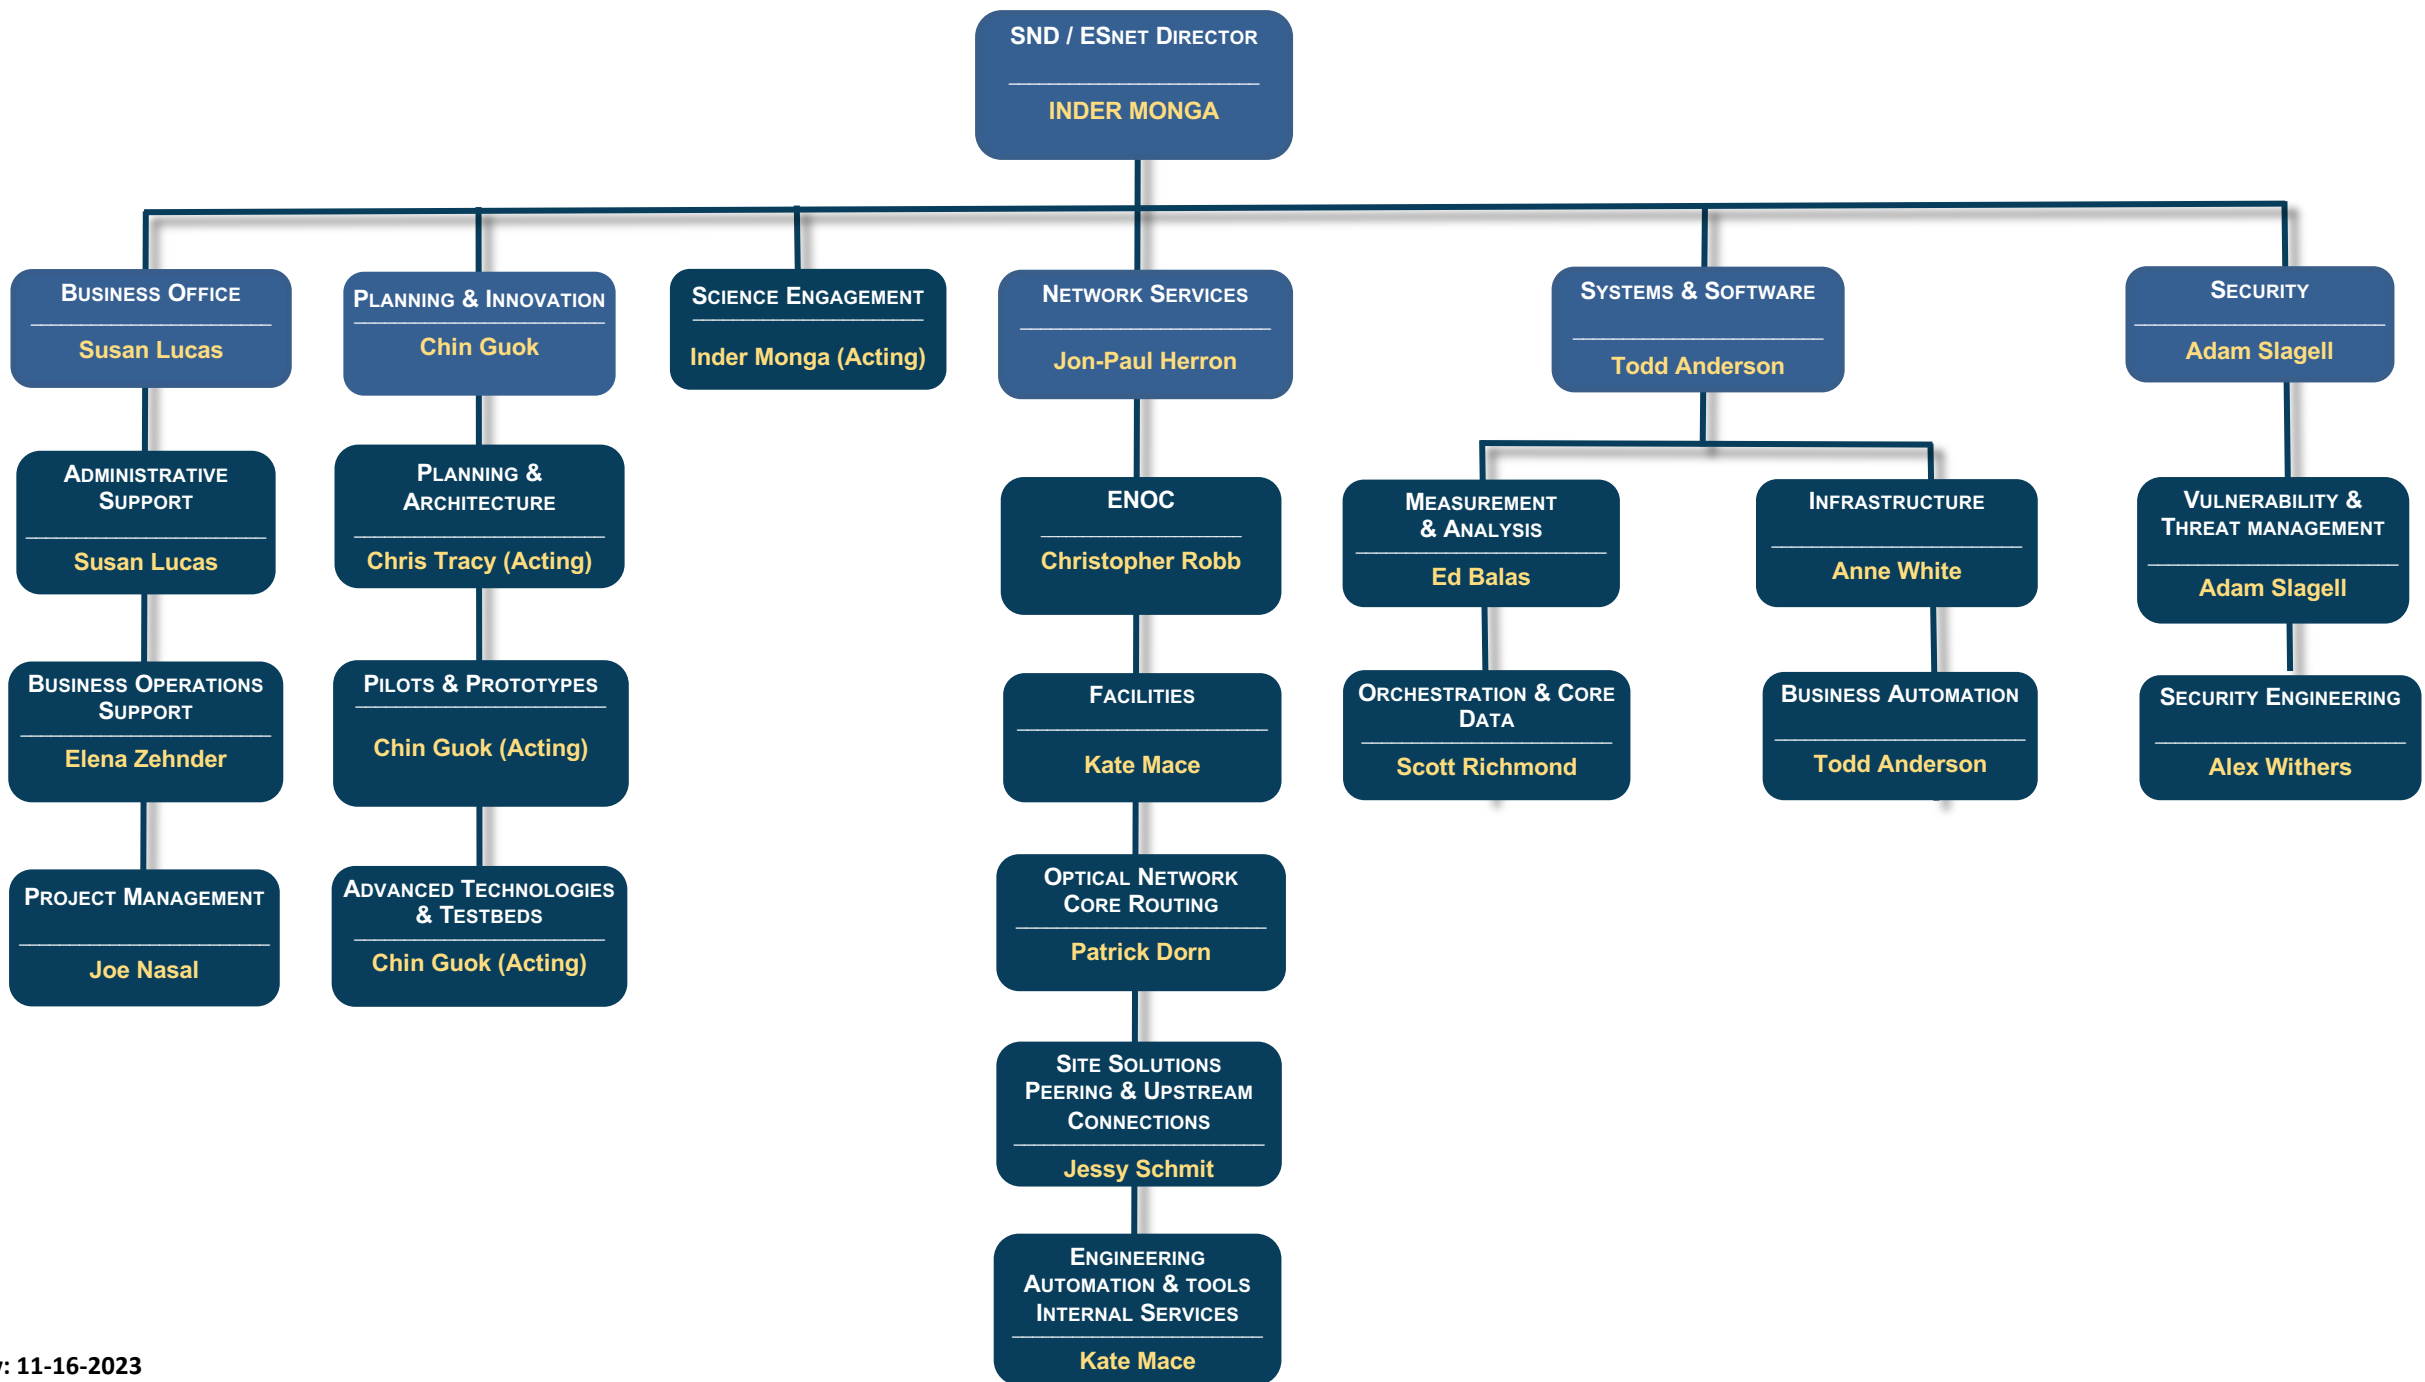 SND / ESnet Director
INDER MONGA
Business Office
Susan Lucas
Planning & Innovation
Chin Guok
Science Engagement
Inder Monga (Acting)
Network Services
Jon-Paul Herron
Systems & Software
Todd Anderson
Security
Adam Slagell
Administrative
Support
Susan Lucas
Planning &
Architecture
Chris Tracy (Acting)
ENOC
Christopher Robb
Measurement
& Analysis
Ed Balas
Infrastructure
Anne White
Vulnerability &
Threat management
Adam Slagell
Business Operations
Support
Elena Zehnder
Pilots & Prototypes
Chin Guok (Acting)
Facilities
Kate Mace
Orchestration & Core
Data
Scott Richmond
Business Automation
Todd Anderson
Security Engineering
Alex Withers
Project Management
Joe Nasal
Advanced Technologies
& Testbeds
Chin Guok (Acting)
Optical Network
Core Routing
Patrick Dorn
Site Solutions
Peering & Upstream
Connections
Jessy Schmit
Engineering
Automation & tools
Internal Services
Kate Mace
: 11-16-2023